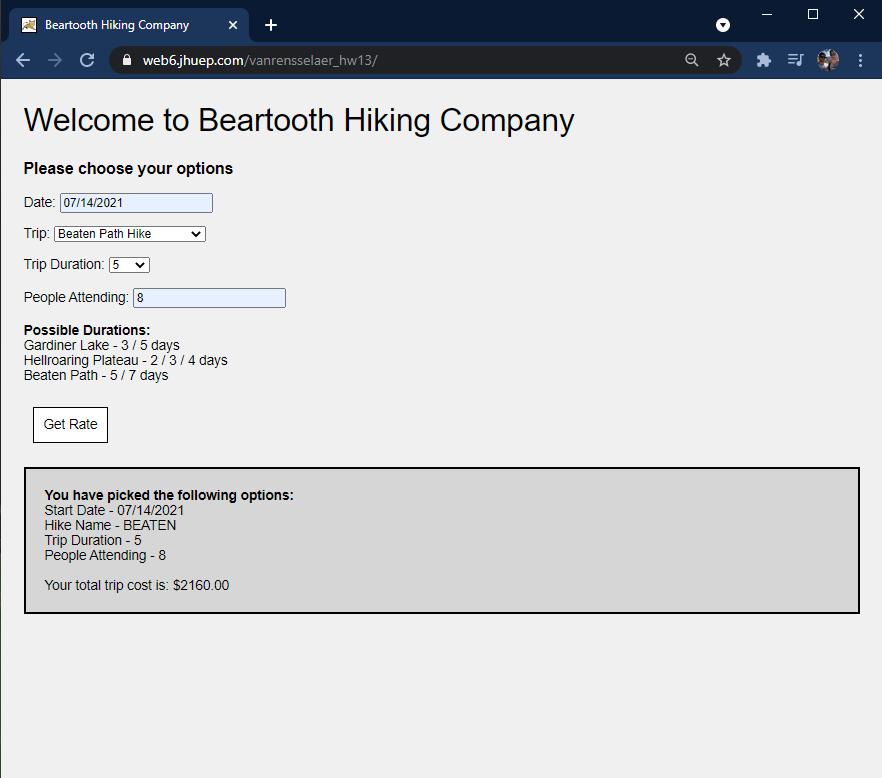 Beartooth Hiking Company
web6.jhuep.com/vanrensselaer_hw13/
Welcome to Beartooth Hiking Company
Please choose your options
Date: 07/14/2021
Trip: Beaten Path Hike
Trip Duration: 5
People Attending: 8
Possible Durations:
Gardiner Lake - 3 / 5 days
Hellroaring Plateau - 2 / 3 / 4 days
Beaten Path - 5 / 7 days
Get Rate
You have picked the following options:
Start Date - 07/14/2021
Hike Name - BEATEN
Trip Duration - 5
People Attending - 8
Your total trip cost is: $2160.00